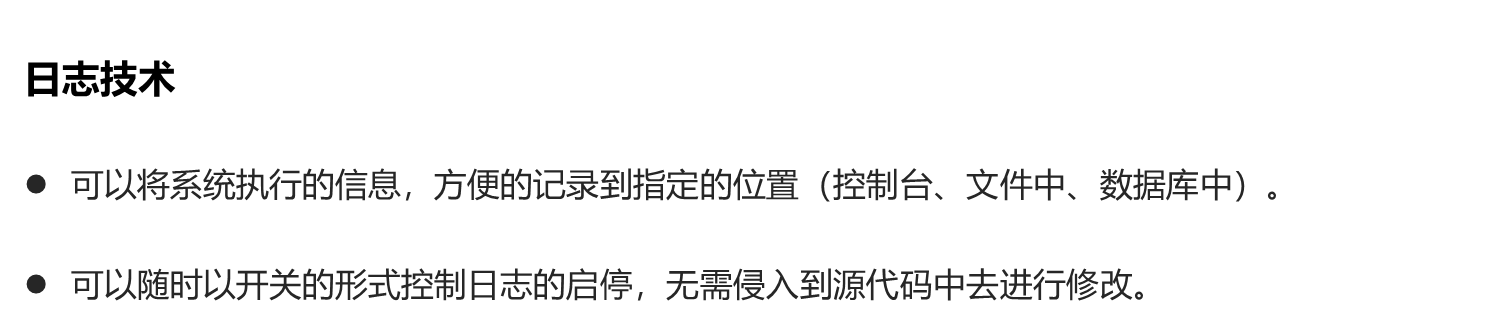 日志技术
● 可以将系统执行的信息，方便的记录到指定的位置（控制台、文件中、数据库中）。
● 可以随时以开关的形式控制日志的启停，无需侵入到源代码中去进行修改。